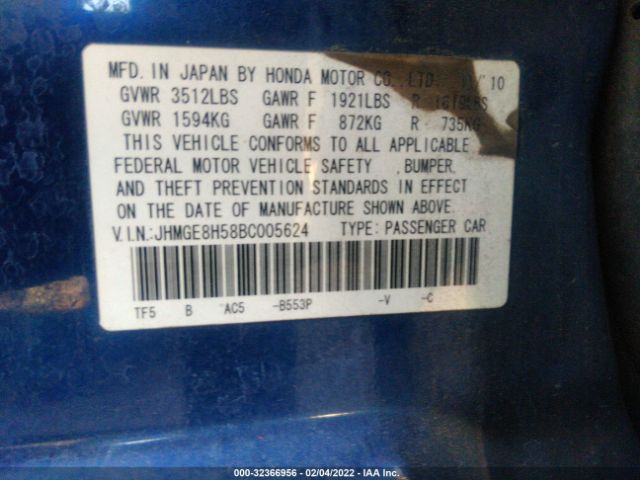 MFD. IN JAPAN BY HONDA MOTOR CO., LTD. /'10
GVWR 3512LBS GAWR F 1921LBS R
GVWR 1594KG GAWR F 872KG R 735KG
THIS VEHICLE CONFORMS TO ALL APPLICABLE
FEDERAL MOTOR VEHICLE SAFETY ,BUMPER,
AND THEFT PREVENTION STANDARDS IN EFFECT
ON THE DATE OF MANUFACTURE SHOWN ABOVE.
V.I.N.:JHMGE8H58BC005624 TYPE: PASSENGER CAR
TF5 B AC5 -B553P -V -C
000-32366956 - 02/04/2022 - IAA Inc.